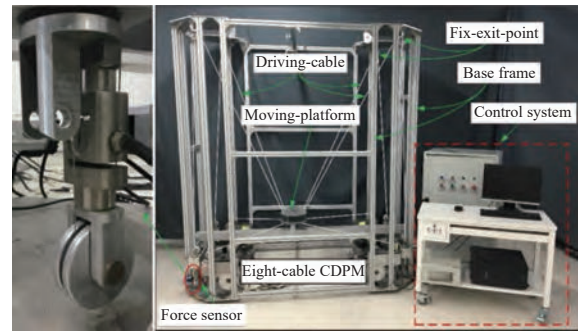 Fix-exit-point
Driving-cable
Base frame
Moving-platform
Control system
Eight-cable CDPM
Force sensor